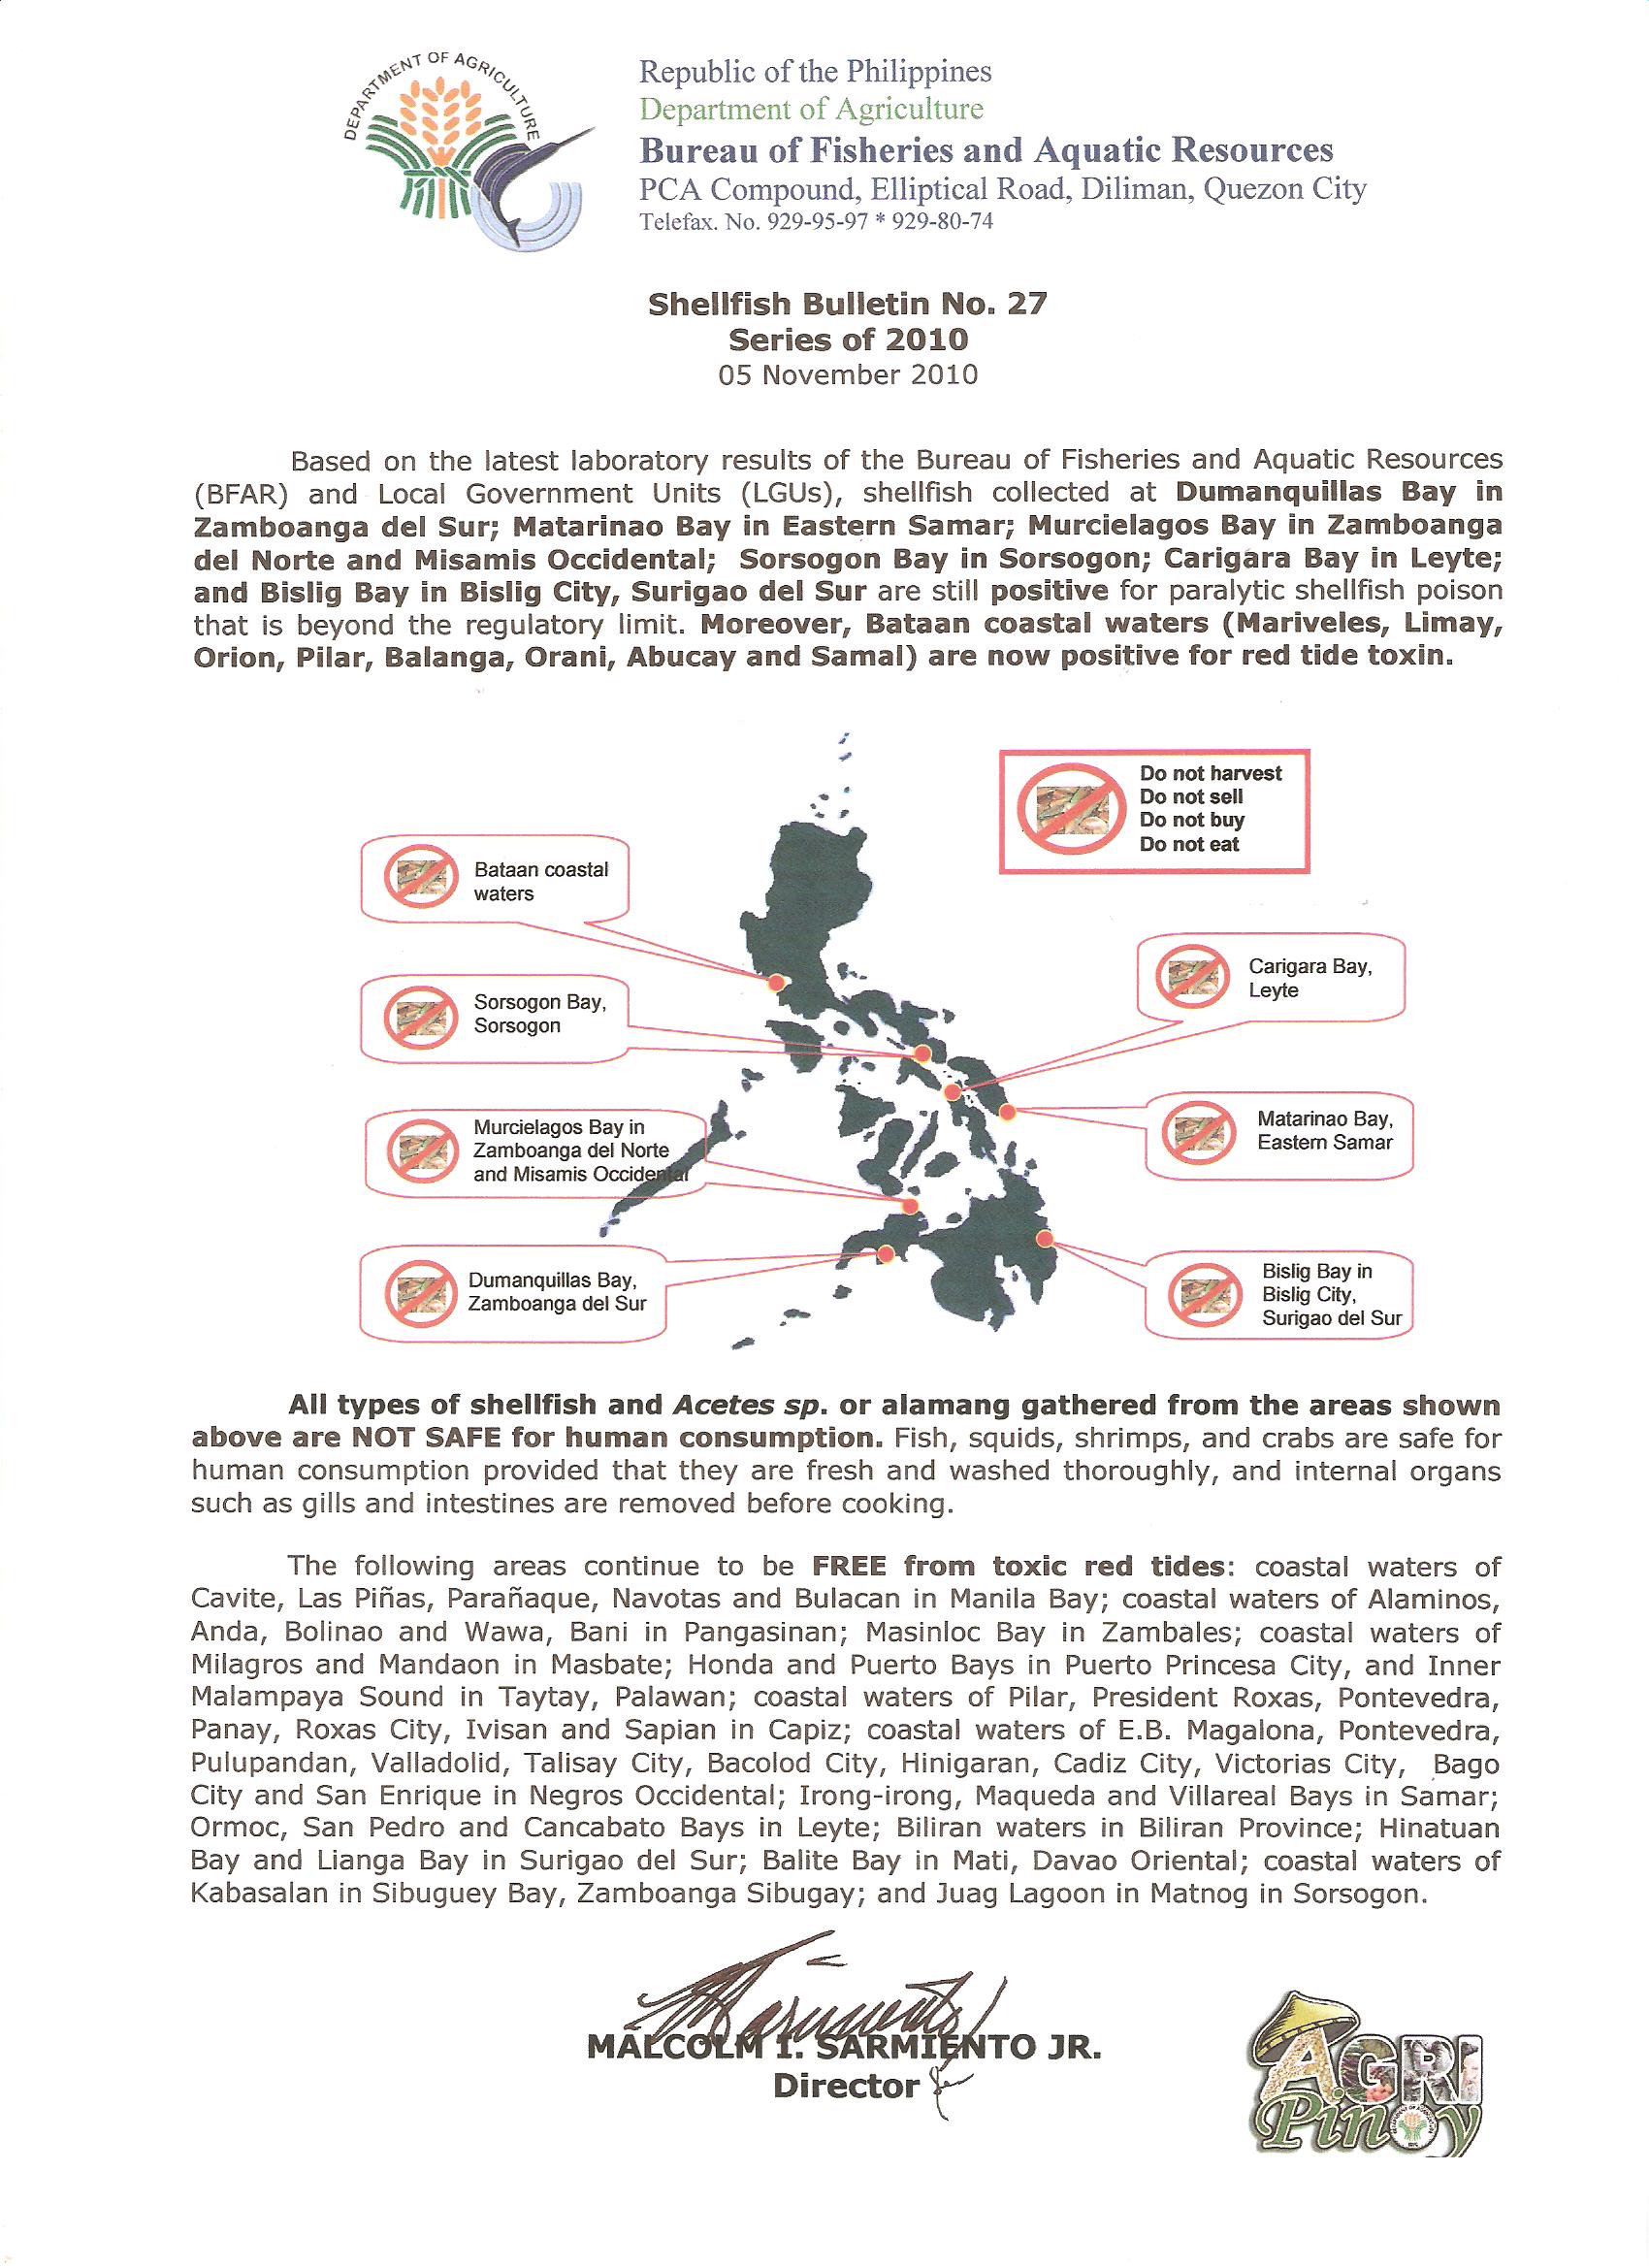 DEPARTMENT OF AGRICULTURE
Republic of the Philippines
Department of Agriculture
Bureau of Fisheries and Aquatic Resources
PCA Compound, Elliptical Road, Diliman, Quezon City
Telefax. No. 929-95-97 * 929-80-74
Shellfish Bulletin No. 27
Series of 2010
05 November 2010
Based on the latest laboratory results of the Bureau of Fisheries and Aquatic Resources
(BFAR) and Local Government Units (LGUs), shellfish collected at Dumanquillas Bay in
Zamboanga del Sur; Matarinao Bay in Eastern Samar; Murcielagos Bay in Zamboanga
del Norte and Misamis Occidental; Sorsogon Bay in Sorsogon; Carigara Bay in Leyte;
and Bislig Bay in Bislig City, Surigao del Sur are still positive for paralytic shellfish poison
that is beyond the regulatory limit. Moreover, Bataan coastal waters (Mariveles, Limay,
Orion, Pilar, Balanga, Orani, Abucay and Samal) are now positive for red tide toxin.
Do not harvest
Do not sell
Do not buy
Do not eat
Bataan coastal
waters
Carigara Bay,
Leyte
Sorsogon Bay,
Sorsogon
Matarinao Bay,
Eastern Samar
Murcielagos Bay in
Zamboanga del Norte
and Misamis Occidental
Dumanquillas Bay,
Zamboanga del Sur
Bislig Bay in
Bislig City,
Surigao del Sur
All types of shellfish and Acetes sp. or alamang gathered from the areas shown
above are NOT SAFE for human consumption. Fish, squids, shrimps, and crabs are safe for
human consumption provided that they are fresh and washed thoroughly, and internal organs
such as gills and intestines are removed before cooking.
The following areas continue to be FREE from toxic red tides: coastal waters of
Cavite, Las Piñas, Parañaque, Navotas and Bulacan in Manila Bay; coastal waters of Alaminos,
Anda, Bolinao and Wawa, Bani in Pangasinan; Masinloc Bay in Zambales; coastal waters of
Milagros and Mandaon in Masbate; Honda and Puerto Bays in Puerto Princesa City, and Inner
Malampaya Sound in Taytay, Palawan; coastal waters of Pilar, President Roxas, Pontevedra,
Panay, Roxas City, Ivisan and Sapian in Capiz; coastal waters of E.B. Magalona, Pontevedra,
Pulupandan, Valladolid, Talisay City, Bacolod City, Hinigaran, Cadiz City, Victorias City, Bago
City and San Enrique in Negros Occidental; Irong-irong, Maqueda and Villareal Bays in Samar;
Ormoc, San Pedro and Cancabato Bays in Leyte; Biliran waters in Biliran Province; Hinatuan
Bay and Lianga Bay in Surigao del Sur; Balite Bay in Mati, Davao Oriental; coastal waters of
Kabasalan in Sibuguey Bay, Zamboanga Sibugay; and Juag Lagoon in Matnog in Sorsogon.
MALCOLM I. SARMIENTO JR.
Director
AGRI
Pinoy